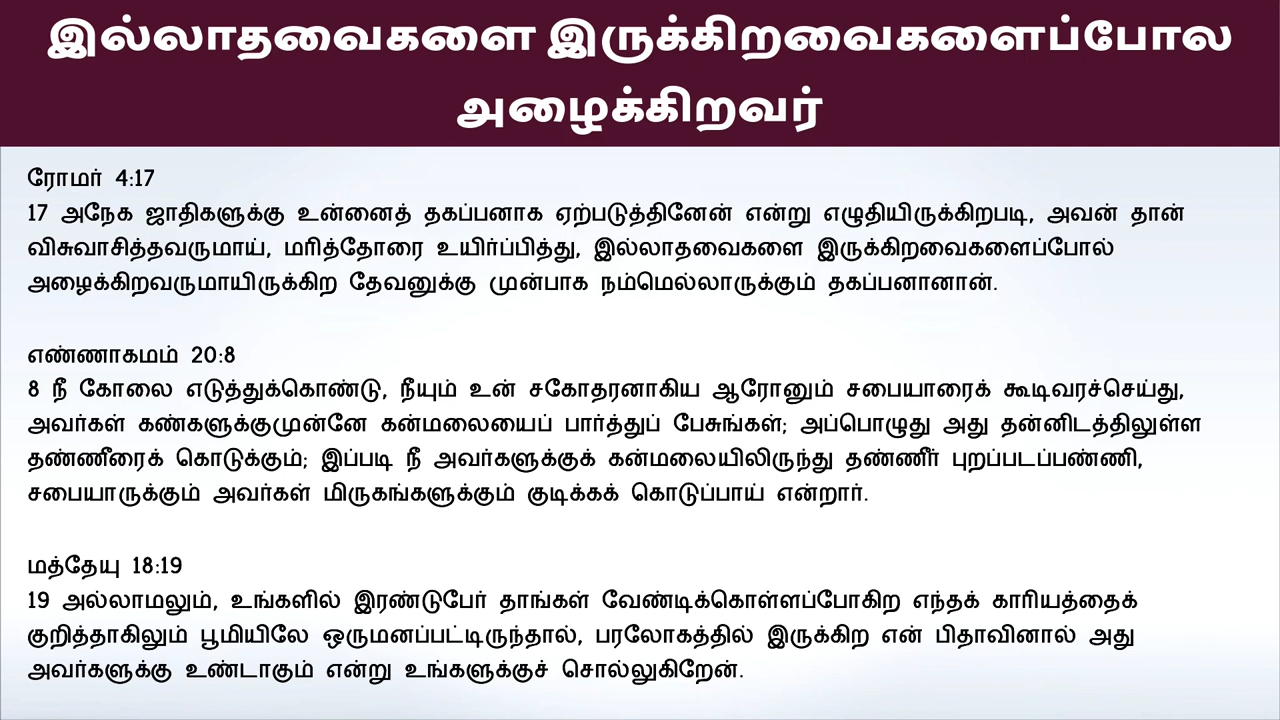 இல்லாதவைகளை இருக்கிறவைகளைப்போல
அழைக்கிறவர்
ரோமர் 4:17
17 அநேக ஜாதிகளுக்கு உன்னைத் தகப்பனாக ஏற்படுத்தினேன் என்று எழுதியிருக்கிறபடி, அவன் தான்
விசுவாசித்தவருமாய், மரித்தோரை உயிர்ப்பித்து, இல்லாதவைகளை இருக்கிறவைகளைப்போல்
அழைக்கிறவருமாயிருக்கிற தேவனுக்கு முன்பாக நம்மெல்லாருக்கும் தகப்பனானான்.
எண்ணாகமம் 20:8
8 நீ கோலை எடுத்துக்கொண்டு, நீயும் உன் சகோதரனாகிய ஆரோனும் சபையாரைக் கூடிவரச்செய்து,
அவர்கள் கண்களுக்குமுன்னே கன்மலையைப் பார்த்துப் பேசுங்கள்; அப்பொழுது அது தன்னிடத்திலுள்ள
தண்ணீரைக் கொடுக்கும்; இப்படி நீ அவர்களுக்குக் கன்மலையிலிருந்து தண்ணீர் புறப்படப்பண்ணி,
சபையாருக்கும் அவர்கள் மிருகங்களுக்கும் குடிக்கக் கொடுப்பாய் என்றார்.
மத்தேயு 18:19
19 அல்லாமலும், உங்களில் இரண்டுபேர் தாங்கள் வேண்டிக்கொள்ளப்போகிற எந்தக் காரியத்தைக்
குறித்தாகிலும் பூமியிலே ஒருமனப்பட்டிருந்தால், பரலோகத்தில் இருக்கிற என் பிதாவினால் அது
அவர்களுக்கு உண்டாகும் என்று உங்களுக்குச் சொல்லுகிறேன்.